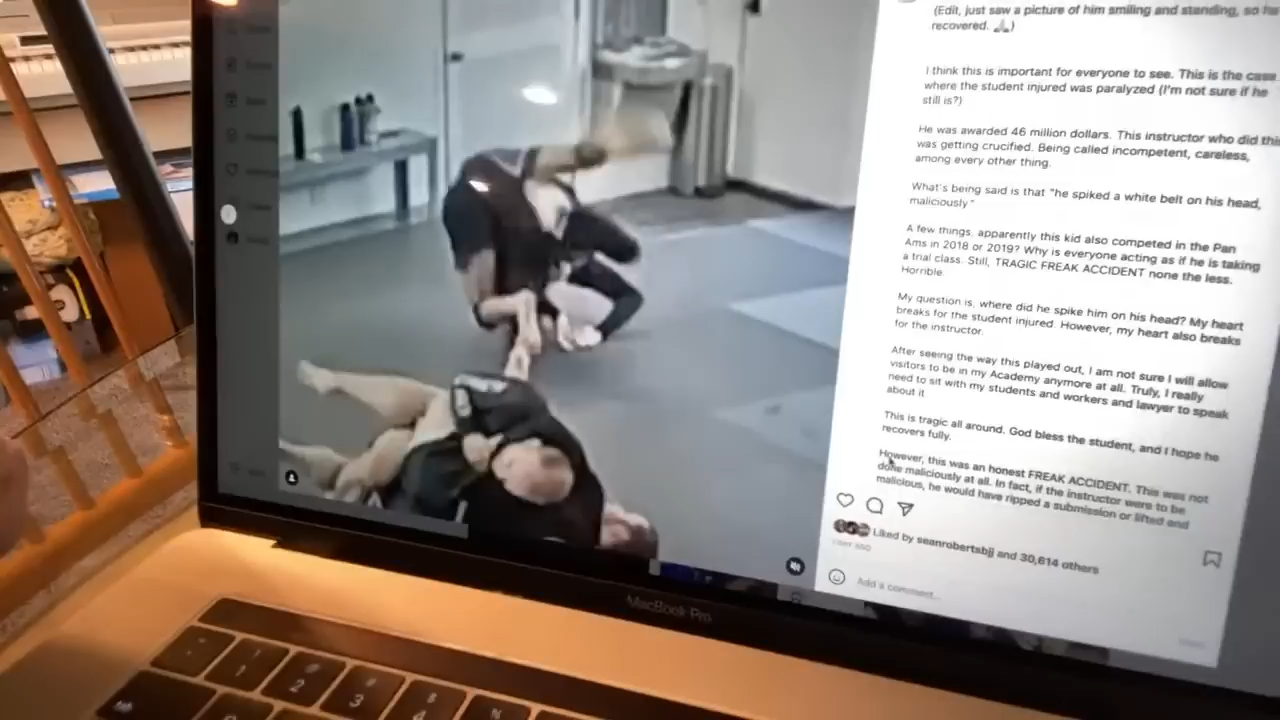 (Edit, just saw a picture of him smiling and standing, so he
recovered. 🙏)
I think this is important for everyone to see. This is the case
where the student injured was paralyzed (I'm not sure if he
still is?)
He was awarded 46 million dollars. This instructor who did this
was getting crucified. Being called incompetent, careless,
among every other thing.
What's being said is that "he spiked a white belt on his head,
maliciously"
A few things, apparently this kid also competed in the Pan
Ams in 2018 or 2019? Why is everyone acting as if he is taking
a trial class. Still, TRAGIC FREAK ACCIDENT none the less.
Horrible.
My question is, where did he spike him on his head? My heart
breaks for the student injured. However, my heart also breaks
for the instructor.
After seeing the way this played out, I am not sure I will allow
visitors to be in my Academy anymore at all. Truly, I really
need to sit with my students and workers and lawyer to speak
about it.
This is tragic all around. God bless the student, and I hope he
recovers fully.
However, this was an honest FREAK ACCIDENT. This was not
done maliciously at all. In fact, if the instructor were to be
malicious, he would have ripped a submission or lifted and
Liked by seanrobertsbjj and 30,614 others
Add a comment...
MacBook Pro
1
2
3
4